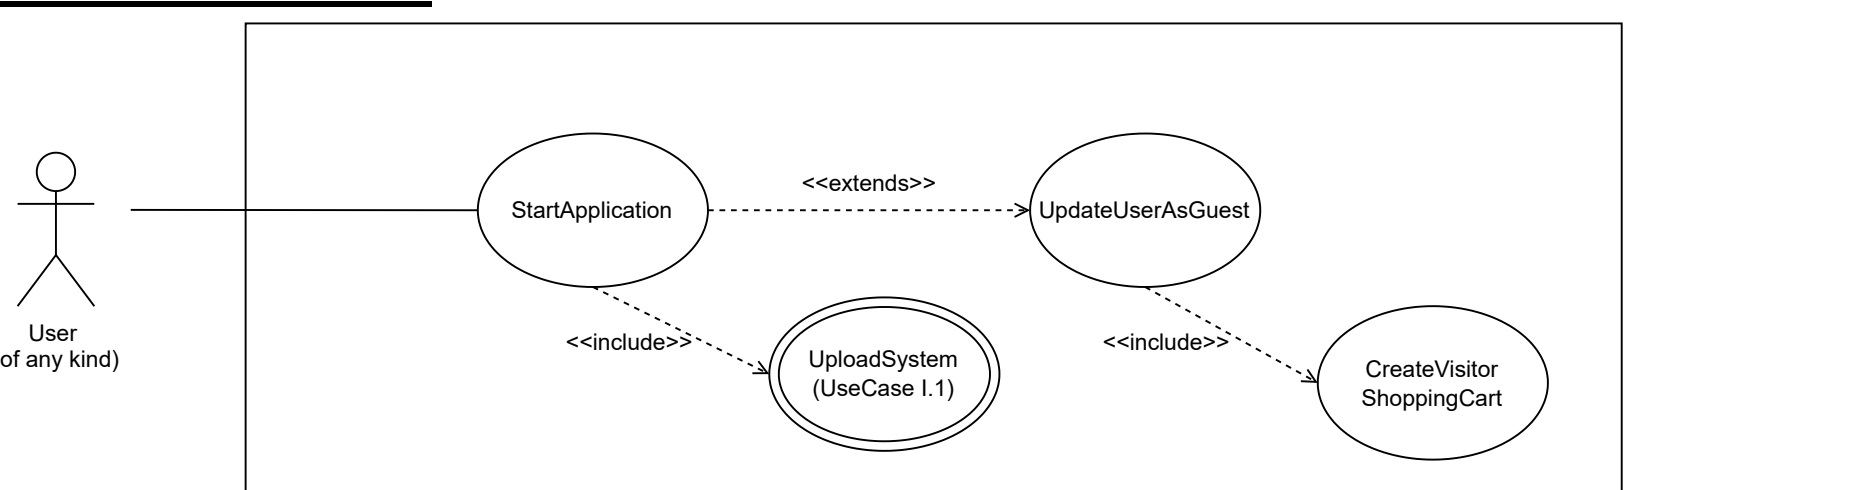 StartApplication
<<extends>>
UpdateUserAsGuest
User
of any kind)
<<include>>
UploadSystem
(UseCase I.1)
<<include>>
CreateVisitor
ShoppingCart